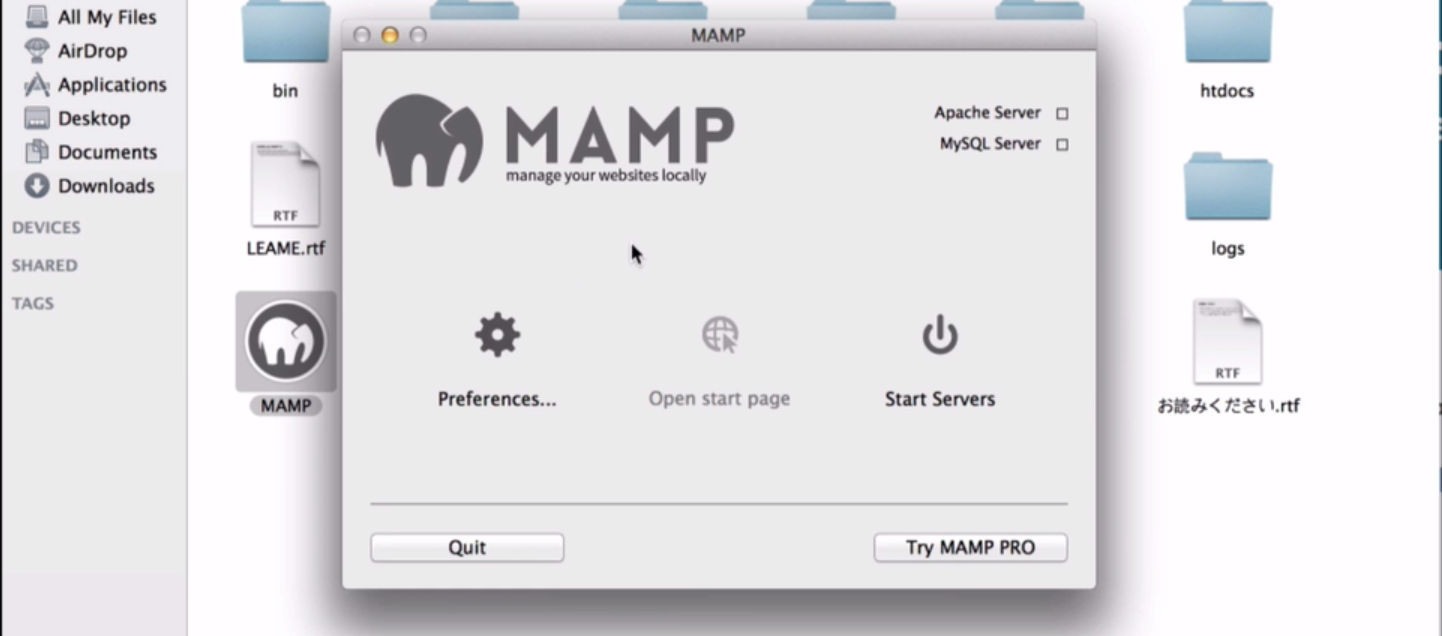 All My Files
AirDrop
Applications
Desktop
Documents
Downloads
DEVICES
SHARED
TAGS
bin
RTF
LEAME.rtf
MAMP
MAMP
MAMP
manage your websites locally
Apache Server
MySQL Server
Preferences...
Open start page
Start Servers
Quit
Try MAMP PRO
htdocs
logs
RTF
お読みください.rtf